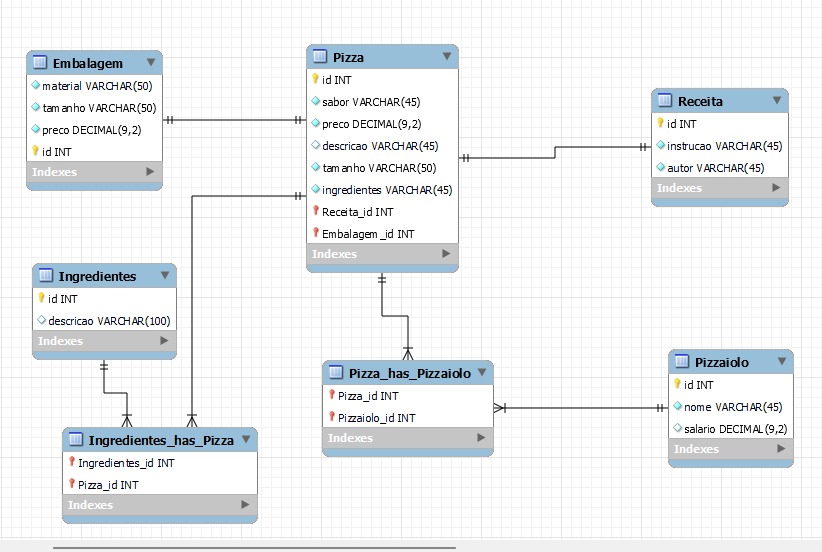 Embalagem
material VARCHAR(50)
tamanho VARCHAR(50)
preco DECIMAL(9,2)
id INT
Indexes
Pizza
id INT
sabor VARCHAR(45)
preco DECIMAL(9,2)
descricao VARCHAR(45)
tamanho VARCHAR(50)
ingredientes VARCHAR(45)
Receita_id INT
Embalagem_id INT
Indexes
Receita
id INT
instrucao VARCHAR(45)
autor VARCHAR(45)
Indexes
Ingredientes
id INT
descricao VARCHAR(100)
Indexes
Pizza_has_Pizzaiolo
Pizza_id INT
Pizzaiolo_id INT
Indexes
Pizzaiolo
id INT
nome VARCHAR(45)
salario DECIMAL(9,2)
Indexes
Ingredientes_has_Pizza
Ingredientes_id INT
Pizza_id INT
Indexes